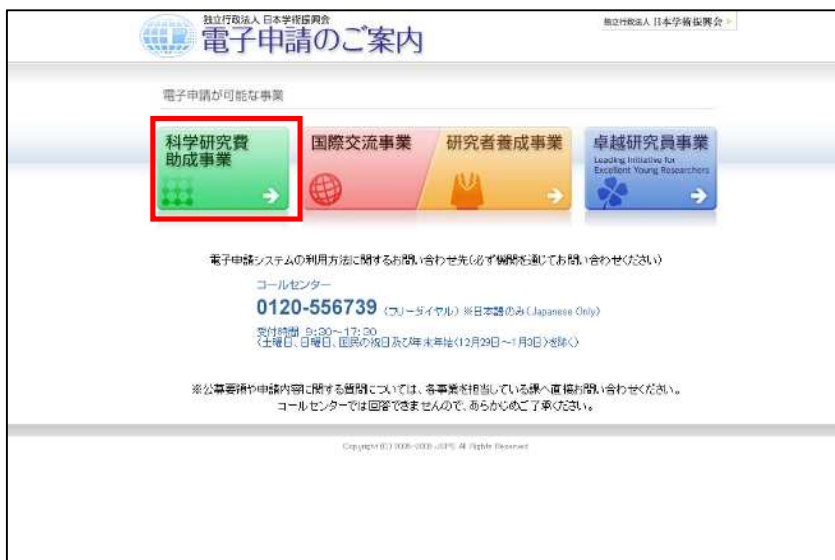 独立行政法人 日本学術振興会
電子申請のご案内
独立行政法人 日本学術振興会
電子申請が可能な事業
科学研究費
助成事業
国際交流事業
研究者養成事業
卓越研究員事業
Leading Initiative for
Excellent Young Researchers
電子申請システムの利用方法に関するお問い合わせ先(必ず機関を通じてお問い合わせください)
コールセンター
0120-556739 (フリーダイヤル) ※日本語のみ(Japanese Only)
受付時間 9:30～17:30
(土曜日、日曜日、国民の祝日及び年末年始(12月29日～1月3日)を除く)
※公募要領や申請内容に関する質問については、各事業を担当している課へ直接お問い合わせください。
コールセンターでは回答できませんので、あらかじめご了承ください。
Copyright (C) JSPS All Rights Reserved